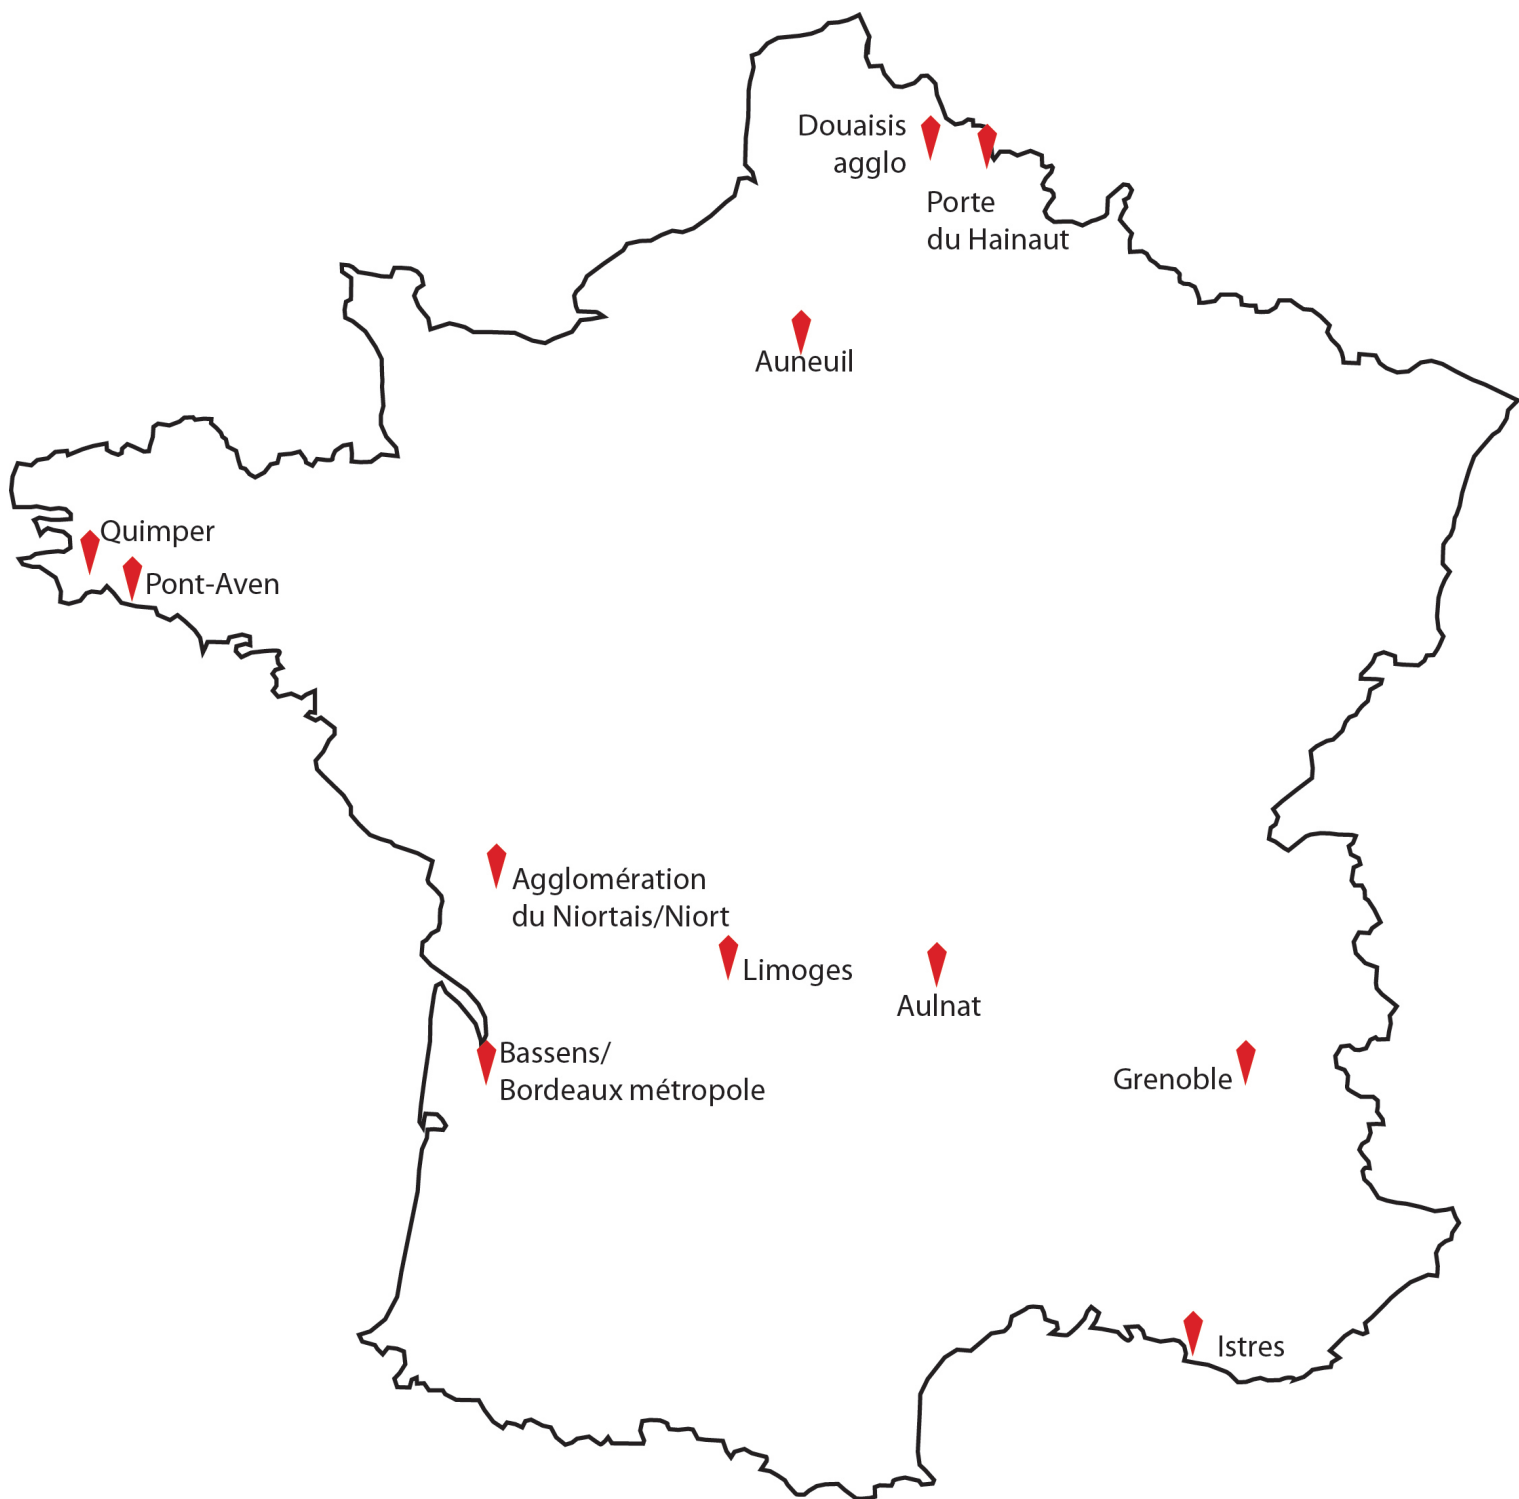 Douaisis
agglo
Porte
du Hainaut
Auneuil
Quimper
Pont-Aven
Agglomération
du Niortais/Niort
Limoges
Aulnat
Bassens/
Bordeaux métropole
Grenoble
Istres